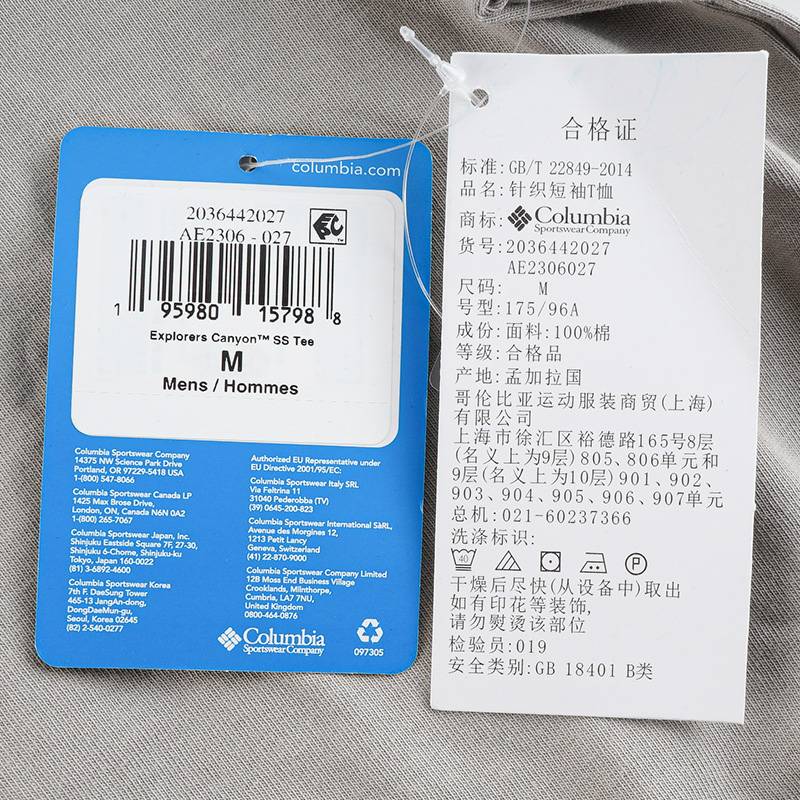 columbia.com
2036442027
AE2306 - 027
EPC™
1 95980 15798 8
Explorers Canyon™ SS Tee
M
Mens / Hommes
Columbia Sportswear Company
14375 NW Science Park Drive
Portland, OR 97229-5418 USA
1-(800) 547-8066
Columbia Sportswear Canada LP
1425 Max Brose Drive,
London, ON, Canada N6N 0A2
1-(800) 265-7067
Columbia Sportswear Japan, Inc.
Shinjuku Eastside Square 7F, 27-30,
Shinjuku 6-Chome, Shinjuku-ku
Tokyo, Japan 160-0022
(81) 3-6892-4600
Columbia Sportswear Korea
7th F. DaeSung Tower
465-13 JangAn-dong,
DongDaeMun-gu,
Seoul, Korea 02645
(82) 2-540-0277
Authorized EU Representative under
EU Directive 2001/95/EC:
Columbia Sportswear Italy SRL
Via Feltrina 11
31040 Pederobba (TV)
(39) 0645-200-823
Columbia Sportswear International SàRL,
Avenue des Morgines 12,
1213 Petit Lancy
Geneva, Switzerland
(41) 22-870-9000
Columbia Sportswear Company Limited
12B Moss End Business Village
Crooklands, Milnthorpe,
Cumbria, LA7 7NU,
United Kingdom
0800-464-0876
Columbia
Sportswear Company
097305
合格证
标准: GB/T 22849-2014
品名: 针织短袖T恤
商标: Columbia
Sportswear Company
货号: 2036442027
AE2306027
尺码: M
号型: 175/96A
成份: 面料: 100%棉
等级: 合格品
产地: 孟加拉国
哥伦比亚运动服装商贸(上海)
有限公司
上海市徐汇区裕德路165号8层
(名义上为9层) 805、806单元和
9层(名义上为10层) 901、902、
903、904、905、906、907单元
总机: 021-60237366
洗涤标识:
40
P
干燥后尽快(从设备中)取出
如有印花等装饰,
请勿熨烫该部位
检验员: 019
安全类别: GB 18401 B类